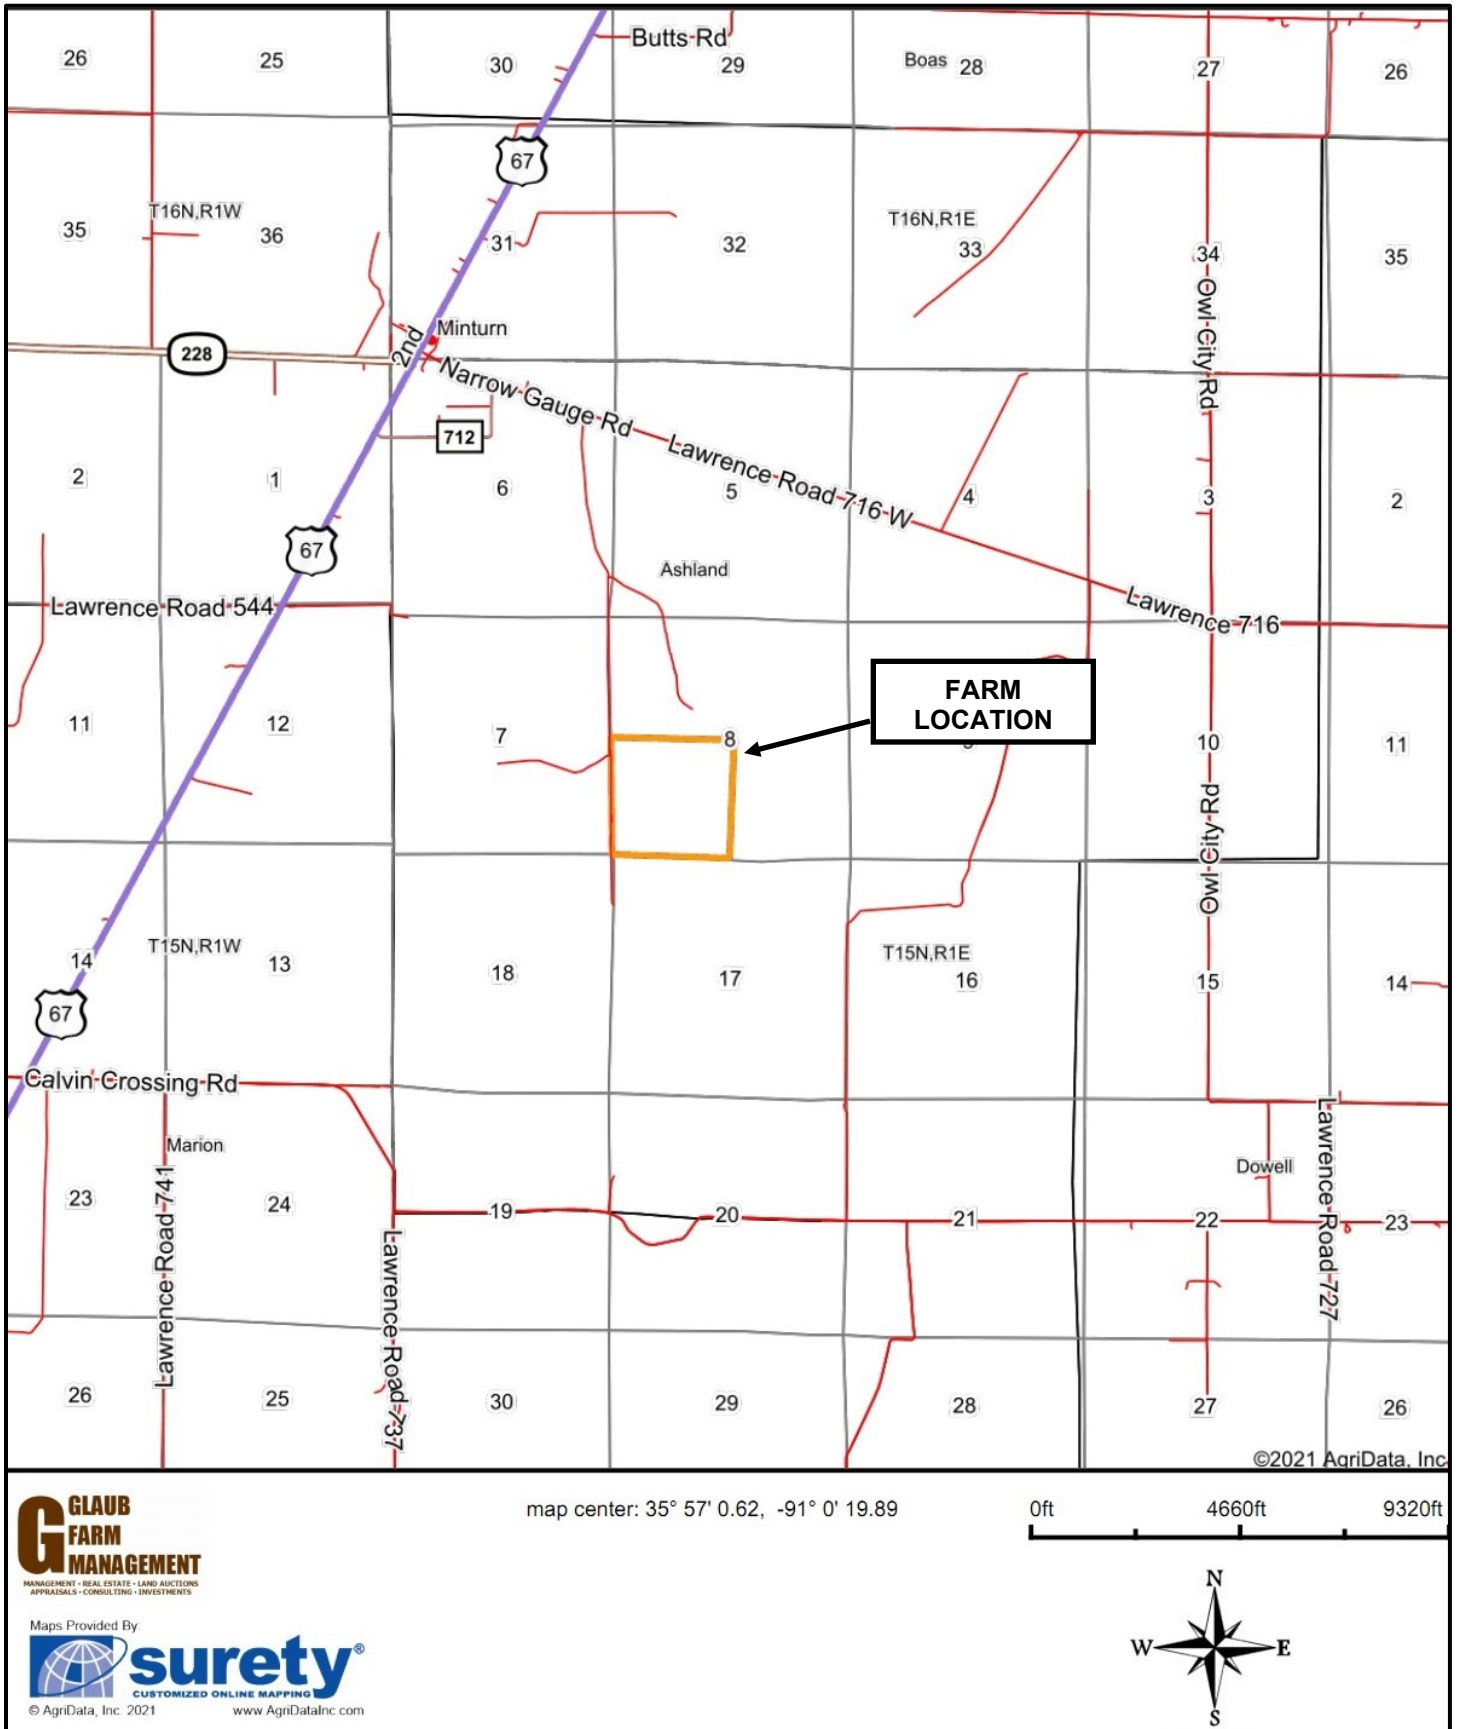 Butts Rd
26
25
30
29
Boas
28
27
26
67
T16N,R1W
T16N,R1E
35
36
31
32
33
34
35
Owl City Rd
Minturn
2nd
228
Narrow Gauge Rd
712
Lawrence Road 716 W
2
1
6
5
4
3
2
67
Ashland
Lawrence Road 544
Lawrence 716
FARM
LOCATION
11
12
7
8
10
11
Owl City Rd
T15N,R1W
T15N,R1E
14
13
18
17
16
15
14
67
Calvin Crossing Rd
Marion
Dowell
Lawrence Road 741
Lawrence Road 727
23
24
19
20
21
22
23
Lawrence Road 737
26
25
30
29
28
27
26
©2021 AgriData, Inc
GLAUB
FARM
MANAGEMENT
MANAGEMENT • REAL ESTATE • LAND AUCTIONS
APPRAISALS • CONSULTING • INVESTMENTS
map center: 35° 57' 0.62, -91° 0' 19.89
0ft 4660ft 9320ft
Maps Provided By
surety®
CUSTOMIZED ONLINE MAPPING
© AgriData, Inc. 2021 www.AgriDataInc.com
N
W E
S